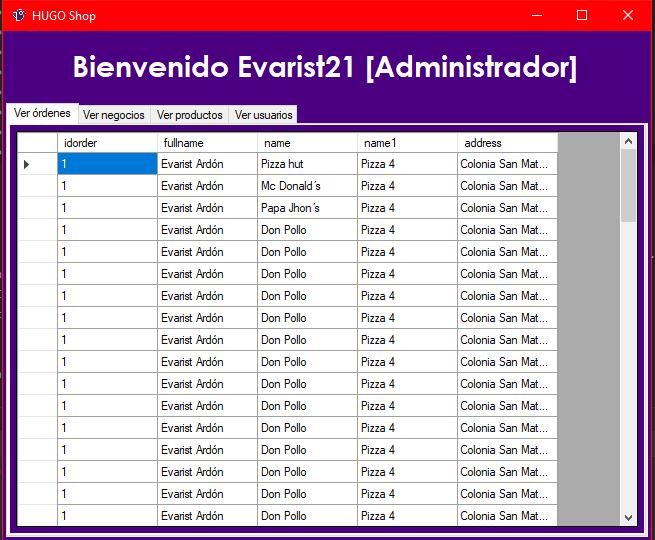 HUGO Shop
Bienvenido Evarist21 [Administrador]
Ver órdenes Ver negocios Ver productos Ver usuarios
idorder fullname name name1 address
1 Evarist Ardón Pizza hut Pizza 4 Colonia San Mat...
1 Evarist Ardón Mc Donald´s Pizza 4 Colonia San Mat...
1 Evarist Ardón Papa Jhon´s Pizza 4 Colonia San Mat...
1 Evarist Ardón Don Pollo Pizza 4 Colonia San Mat...
1 Evarist Ardón Don Pollo Pizza 4 Colonia San Mat...
1 Evarist Ardón Don Pollo Pizza 4 Colonia San Mat...
1 Evarist Ardón Don Pollo Pizza 4 Colonia San Mat...
1 Evarist Ardón Don Pollo Pizza 4 Colonia San Mat...
1 Evarist Ardón Don Pollo Pizza 4 Colonia San Mat...
1 Evarist Ardón Don Pollo Pizza 4 Colonia San Mat...
1 Evarist Ardón Don Pollo Pizza 4 Colonia San Mat...
1 Evarist Ardón Don Pollo Pizza 4 Colonia San Mat...
1 Evarist Ardón Don Pollo Pizza 4 Colonia San Mat...
1 Evarist Ardón Don Pollo Pizza 4 Colonia San Mat...
1 Evarist Ardón Don Pollo Pizza 4 Colonia San Mat...
1 Evarist Ardón Don Pollo Pizza 4 Colonia San Mat...
1 Evarist Ardón Don Pollo Pizza 4 Colonia San Mat...